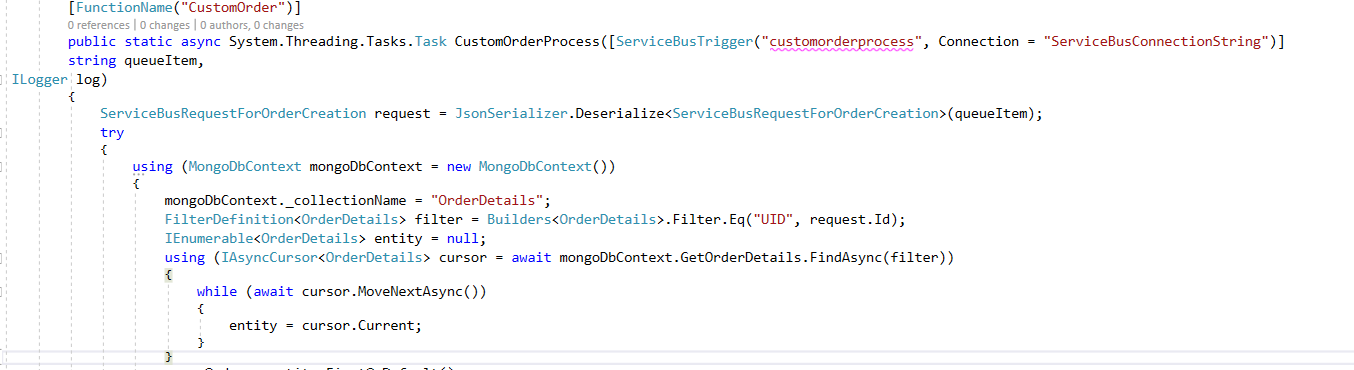 [FunctionName("CustomOrder")]
0 references | 0 changes | 0 authors, 0 changes
public static async System.Threading.Tasks.Task CustomOrderProcess([ServiceBusTrigger("customorderprocess", Connection = "ServiceBusConnectionString")]
string queueItem,
ILogger log)
{
ServiceBusRequestForOrderCreation request = JsonSerializer.Deserialize<ServiceBusRequestForOrderCreation>(queueItem);
try
{
using (MongoDbContext mongoDbContext = new MongoDbContext())
{
mongoDbContext._collectionName = "OrderDetails";
FilterDefinition<OrderDetails> filter = Builders<OrderDetails>.Filter.Eq("UID", request.Id);
IEnumerable<OrderDetails> entity = null;
using (IAsyncCursor<OrderDetails> cursor = await mongoDbContext.GetOrderDetails.FindAsync(filter))
{
while (await cursor.MoveNextAsync())
{
entity = cursor.Current;
}
}